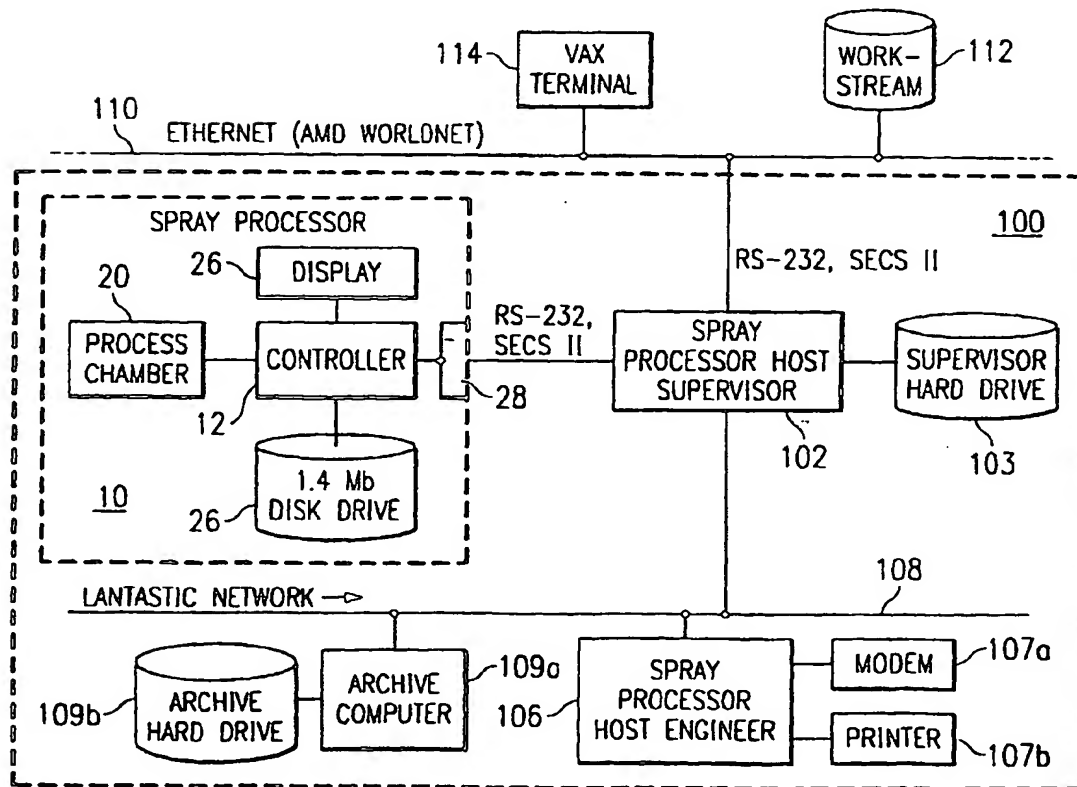 114
VAX
TERMINAL
WORK-
STREAM
112
110
ETHERNET (AMD WORLDNET)
100
SPRAY PROCESSOR
26
DISPLAY
20
PROCESS
CHAMBER
CONTROLLER
12
28
1.4 Mb
DISK DRIVE
26
10
RS-232,
SECS II
RS-232, SECS II
SPRAY
PROCESSOR HOST
SUPERVISOR
102
SUPERVISOR
HARD DRIVE
103
LANTASTIC NETWORK
108
109b
ARCHIVE
HARD DRIVE
ARCHIVE
COMPUTER
109a
106
SPRAY
PROCESSOR
HOST ENGINEER
MODEM
107a
PRINTER
107b